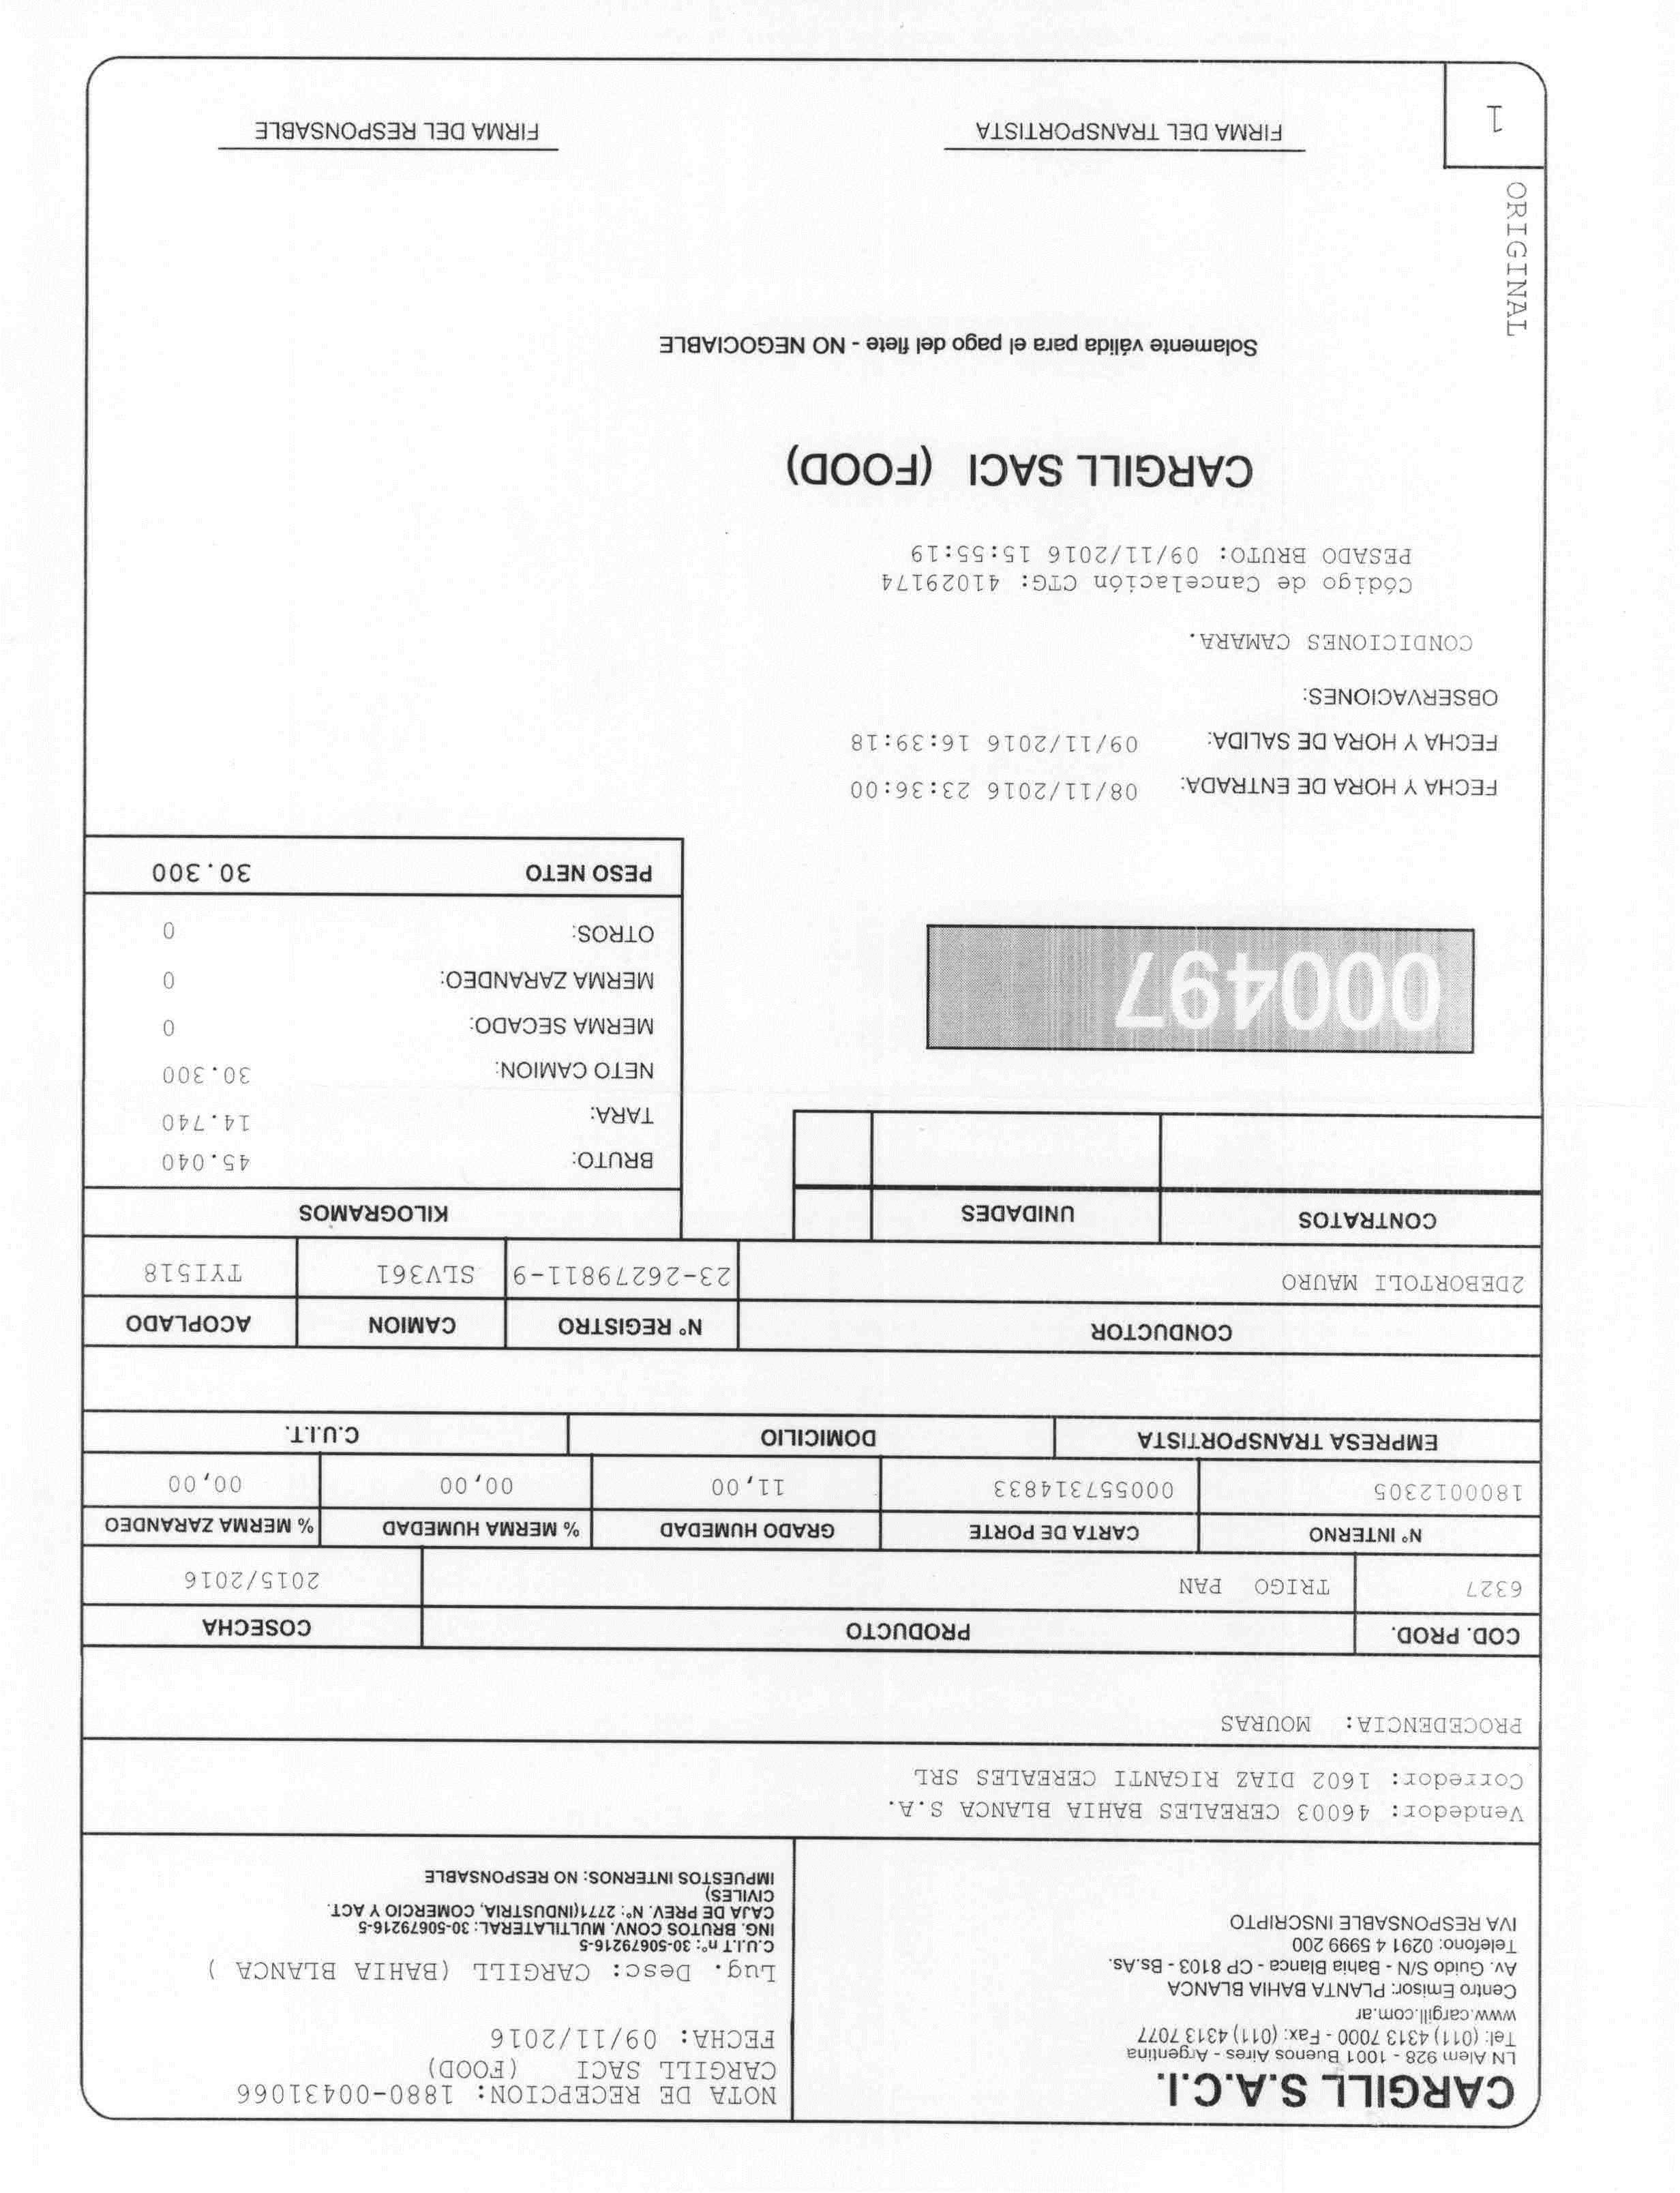 CARGILL S.A.C.I.
LN Alem 928 - 1001 Buenos Aires - Argentina
Tel: (011) 4313 7000 - Fax: (011) 4313 7077
www.cargill.com.ar
Centro Emisor: PLANTA BAHIA BLANCA
Av. Guido S/N - Bahia Blanca - CP 8103 - Bs.As.
Telefono: 0291 4 5999 200
IVA RESPONSABLE INSCRIPTO
NOTA DE RECEPCION: 1880-00431066
CARGILL SACI (FOOD)
FECHA: 09/11/2016
Lug. Desc: CARGILL (BAHIA BLANCA )
C.U.I.T nº: 30-50679216-5
ING. BRUTOS CONV. MULTILATERAL: 30-50679216-5
CAJA DE PREV. Nº: 2771(INDUSTRIA, COMERCIO Y ACT.
CIVILES)
IMPUESTOS INTERNOS: NO RESPONSABLE
Vendedor: 46003 CEREALES BAHIA BLANCA S.A.
Corredor: 1602 DIAZ RIGANTI CEREALES SRL
PROCEDENCIA: MOURAS
COD. PROD. PRODUCTO COSECHA
6327 TRIGO PAN 2015/2016
Nº INTERNO CARTA DE PORTE GRADO HUMEDAD % MERMA HUMEDAD % MERMA ZARANDEO
1800012305 000557314833 11,00 00,00 00,00
EMPRESA TRANSPORTISTA DOMICILIO C.U.I.T.
CONDUCTOR Nº REGISTRO CAMION ACOPLADO
2DEBORTOLI MAURO 23-26279811-9 SLV361 TYI518
CONTRATOS UNIDADES
KILOGRAMOS
BRUTO: 45.040
TARA: 14.740
NETO CAMION: 30.300
MERMA SECADO: 0
MERMA ZARANDEO: 0
OTROS: 0
PESO NETO 30.300
000497
FECHA Y HORA DE ENTRADA: 08/11/2016 23:36:00
FECHA Y HORA DE SALIDA: 09/11/2016 16:39:18
OBSERVACIONES:
CONDICIONES CAMARA.
Código de Cancelación CTG: 41029174
PESADO BRUTO: 09/11/2016 15:55:19
CARGILL SACI (FOOD)
Solamente válida para el pago del flete - NO NEGOCIABLE
ORIGINAL
1
FIRMA DEL TRANSPORTISTA
FIRMA DEL RESPONSABLE